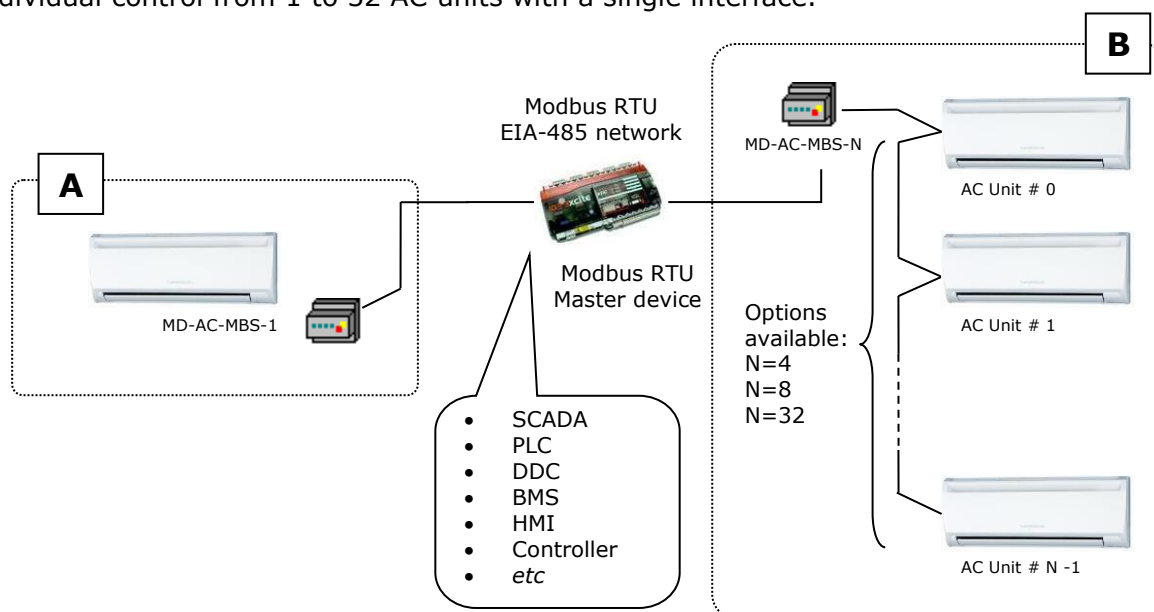 dividual control from 1 to 32 AC units with a single interface.
B
Modbus RTU
EIA-485 network
MD-AC-MBS-N
AC Unit # 0
A
MD-AC-MBS-1
Modbus RTU
Master device
AC Unit # 1
Options
available:
N=4
N=8
N=32
• SCADA
• PLC
• DDC
• BMS
• HMI
• Controller
• etc
AC Unit # N -1